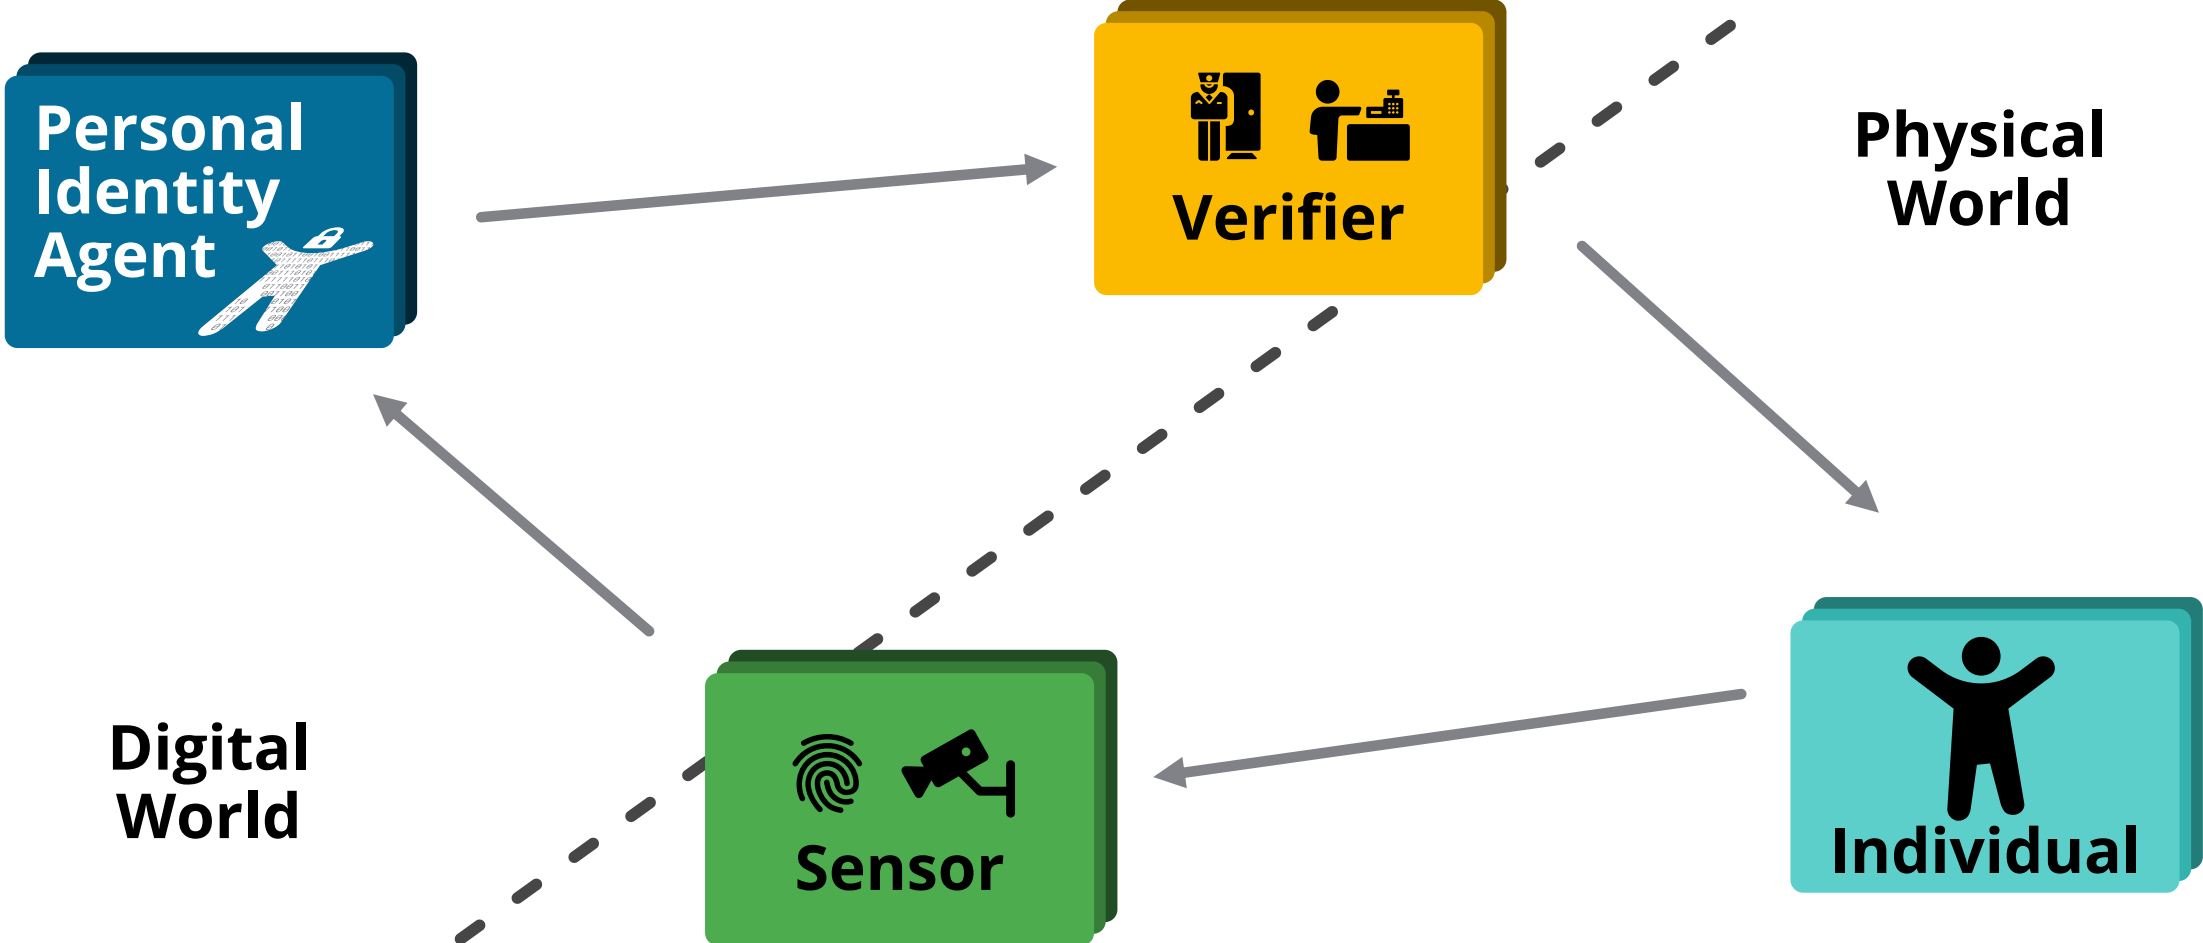 Personal
Identity
Agent
Verifier
Physical
World
Digital
World
Sensor
Individual